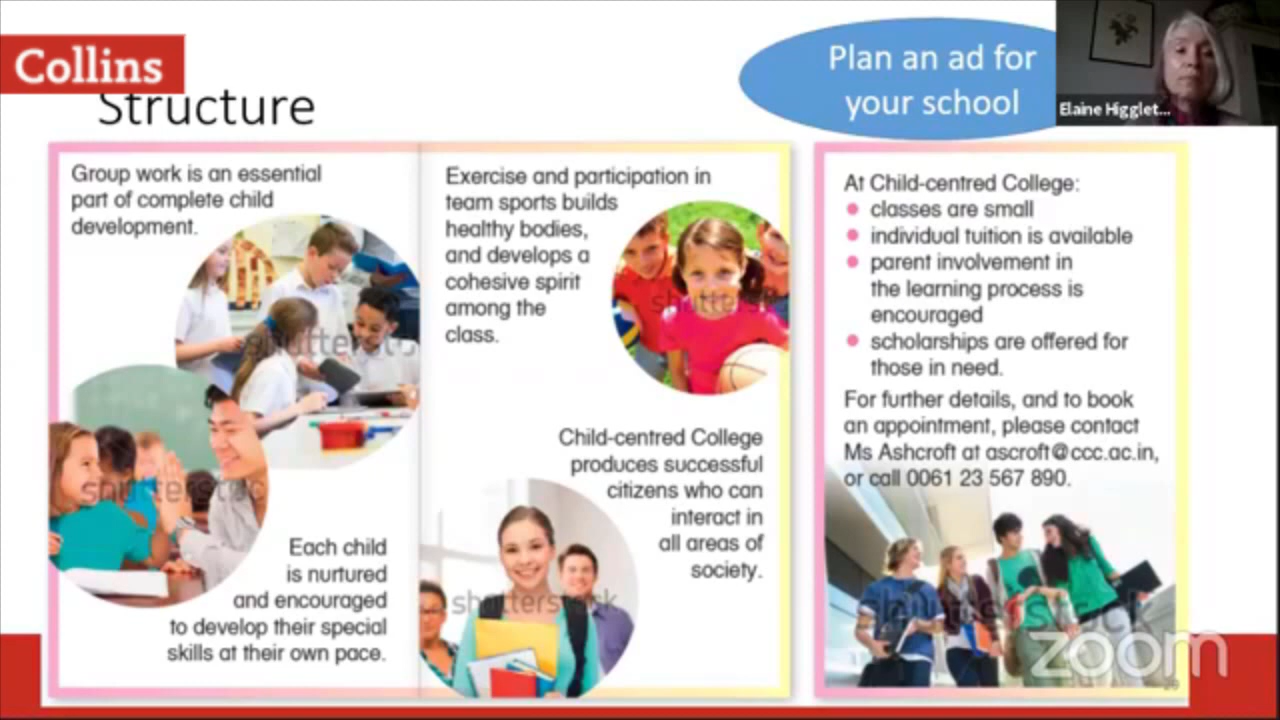 Collins
Structure
Plan an ad for
your school
Elaine Higglet...
Group work is an essential
part of complete child
development.
Each child
is nurtured
and encouraged
to develop their special
skills at their own pace.
Exercise and participation in
team sports builds
healthy bodies,
and develops a
cohesive spirit
among the
class.
Child-centred College
produces successful
citizens who can
interact in
all areas of
society.
At Child-centred College:
classes are small
individual tuition is available
parent involvement in
the learning process is
encouraged
scholarships are offered for
those in need.
For further details, and to book
an appointment, please contact
Ms Ashcroft at ascroft@ccc.ac.in,
or call 0061 23 567 890.
zoom